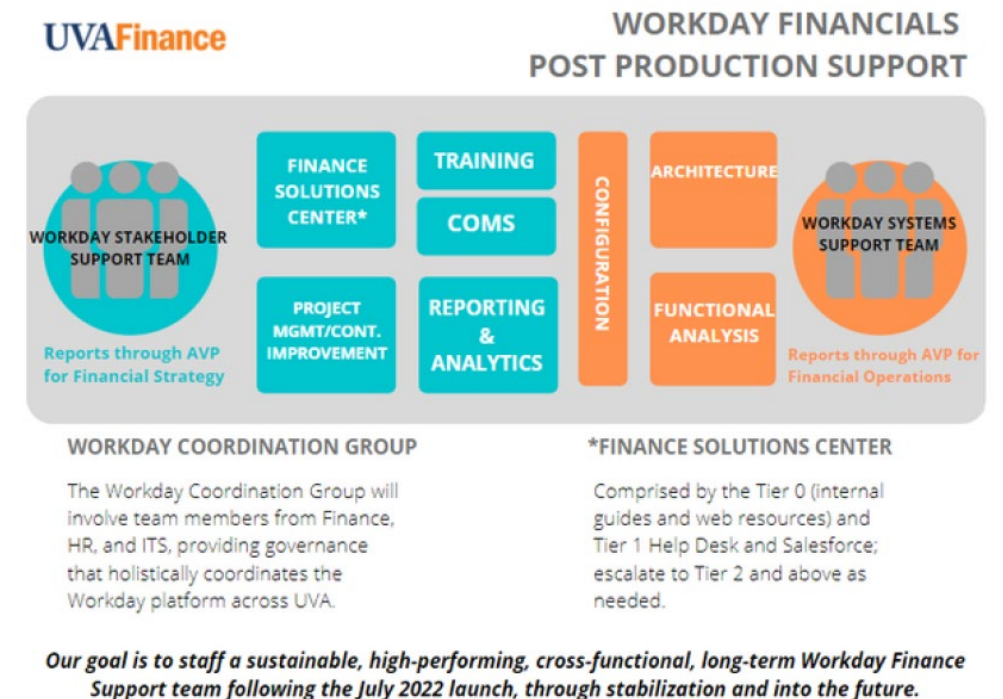 UVAFinance
WORKDAY FINANCIALS
POST PRODUCTION SUPPORT
WORKDAY STAKEHOLDER
SUPPORT TEAM
Reports through AVP
for Financial Strategy
FINANCE
SOLUTIONS
CENTER*
TRAINING
COMS
PROJECT
MGMT/CONT.
IMPROVEMENT
REPORTING
&
ANALYTICS
CONFIGURATION
ARCHITECTURE
FUNCTIONAL
ANALYSIS
WORKDAY SYSTEMS
SUPPORT TEAM
Reports through AVP for
Financial Operations
WORKDAY COORDINATION GROUP
The Workday Coordination Group will
involve team members from Finance,
HR, and ITS, providing governance
that holistically coordinates the
Workday platform across UVA.
*FINANCE SOLUTIONS CENTER
Comprised by the Tier 0 (internal
guides and web resources) and
Tier 1 Help Desk and Salesforce;
escalate to Tier 2 and above as
needed.
Our goal is to staff a sustainable, high-performing, cross-functional, long-term Workday Finance
Support team following the July 2022 launch, through stabilization and into the future.